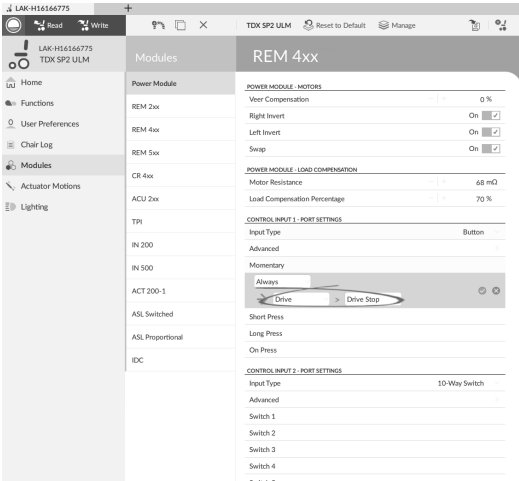 LAK-H16166775
Read
Write
TDX SP2 ULM
Reset to Default
Manage
LAK-H16166775
TDX SP2 ULM
Modules
REM 4xx
Home
Functions
User Preferences
Chair Log
Modules
Actuator Motions
Lighting
Power Module
REM 2xx
REM 4xx
REM 5xx
CR 4xx
ACU 2xx
TPI
IN 200
IN 500
ACT 200-1
ASL Switched
ASL Proportional
IDC
POWER MODULE - MOTORS
Veer Compensation 0 %
Right Invert On
Left Invert On
Swap On
POWER MODULE - LOAD COMPENSATION
Motor Resistance 68 mΩ
Load Compensation Percentage 70 %
CONTROL INPUT 1 - PORT SETTINGS
Input Type Button
Advanced
Momentary
Always
Drive > Drive Stop
Short Press
Long Press
On Press
CONTROL INPUT 2 - PORT SETTINGS
Input Type 10-Way Switch
Advanced
Switch 1
Switch 2
Switch 3
Switch 4